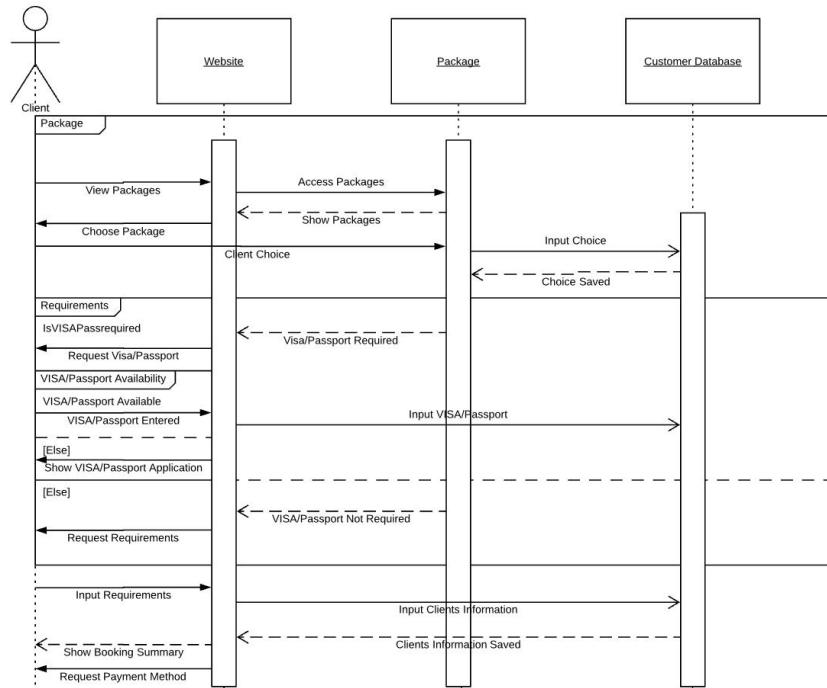 Website
Package
Customer Database
Client
Package
View Packages
Access Packages
Show Packages
Choose Package
Client Choice
Input Choice
Choice Saved
Requirements
IsVISAPassrequired
Visa/Passport Required
Request Visa/Passport
VISA/Passport Availability
VISA/Passport Available
VISA/Passport Entered
Input VISA/Passport
[Else]
Show VISA/Passport Application
[Else]
VISA/Passport Not Required
Request Requirements
Input Requirements
Input Clients Information
Clients Information Saved
Show Booking Summary
Request Payment Method